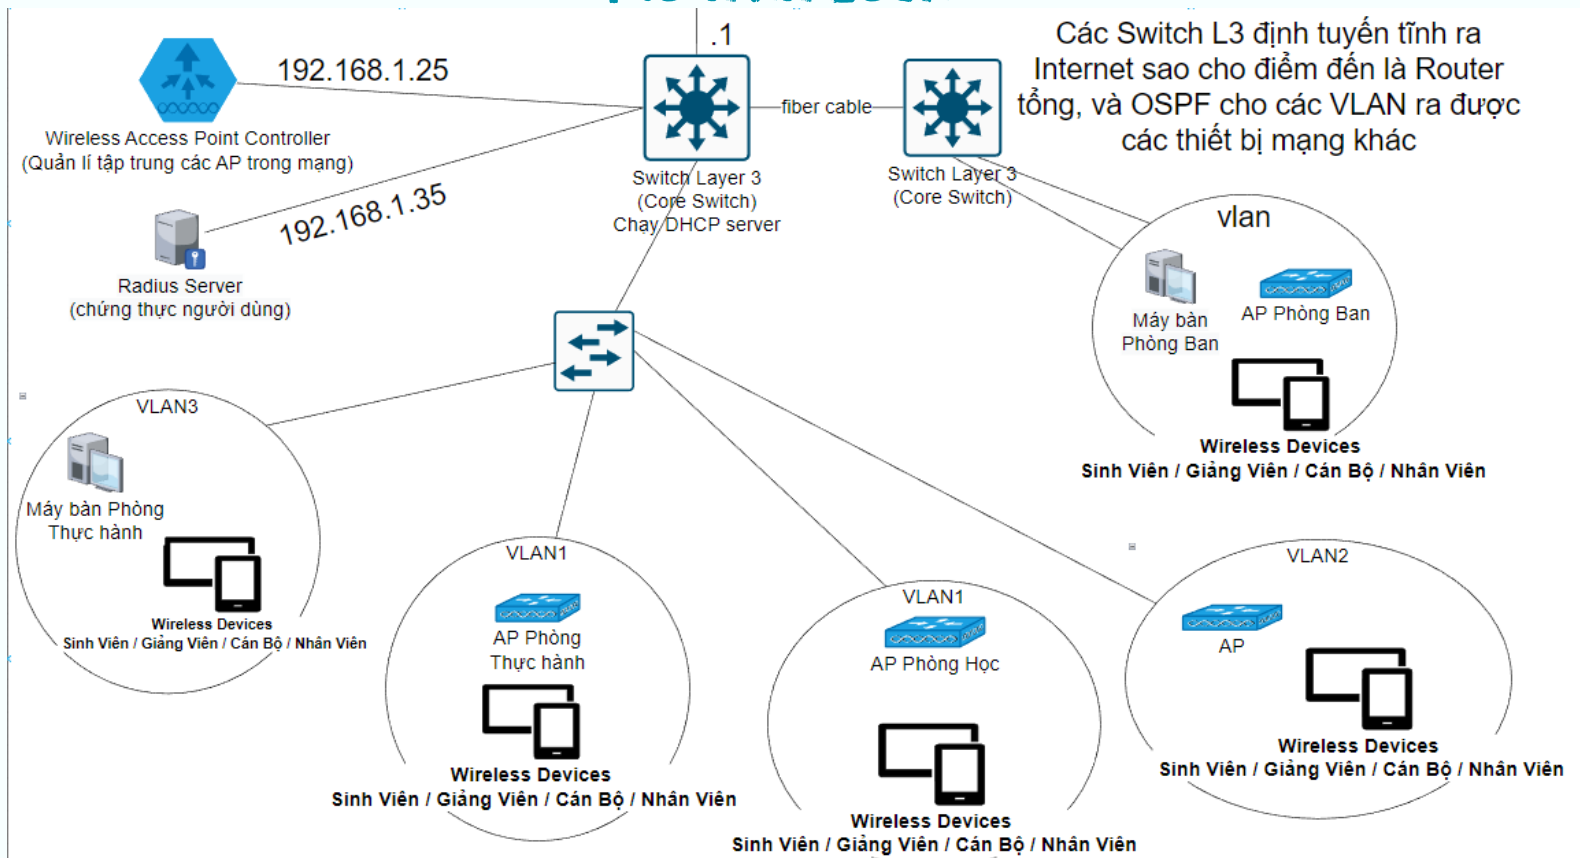 .1
Các Switch L3 định tuyến tĩnh ra
Internet sao cho điểm đến là Router
tổng, và OSPF cho các VLAN ra được
các thiết bị mạng khác
192.168.1.25
fiber cable
Wireless Access Point Controller
(Quản lí tập trung các AP trong mạng)
Switch Layer 3
(Core Switch)
Chạy DHCP server
Switch Layer 3
(Core Switch)
192.168.1.35
Radius Server
(chứng thực người dùng)
vlan
Máy bàn
Phòng Ban
AP Phòng Ban
Wireless Devices
Sinh Viên / Giảng Viên / Cán Bộ / Nhân Viên
VLAN3
Máy bàn Phòng
Thực hành
Wireless Devices
Sinh Viên / Giảng Viên / Cán Bộ / Nhân Viên
VLAN1
AP Phòng
Thực hành
Wireless Devices
Sinh Viên / Giảng Viên / Cán Bộ / Nhân Viên
VLAN1
AP Phòng Học
Wireless Devices
Sinh Viên / Giảng Viên / Cán Bộ / Nhân Viên
VLAN2
AP
Wireless Devices
Sinh Viên / Giảng Viên / Cán Bộ / Nhân Viên